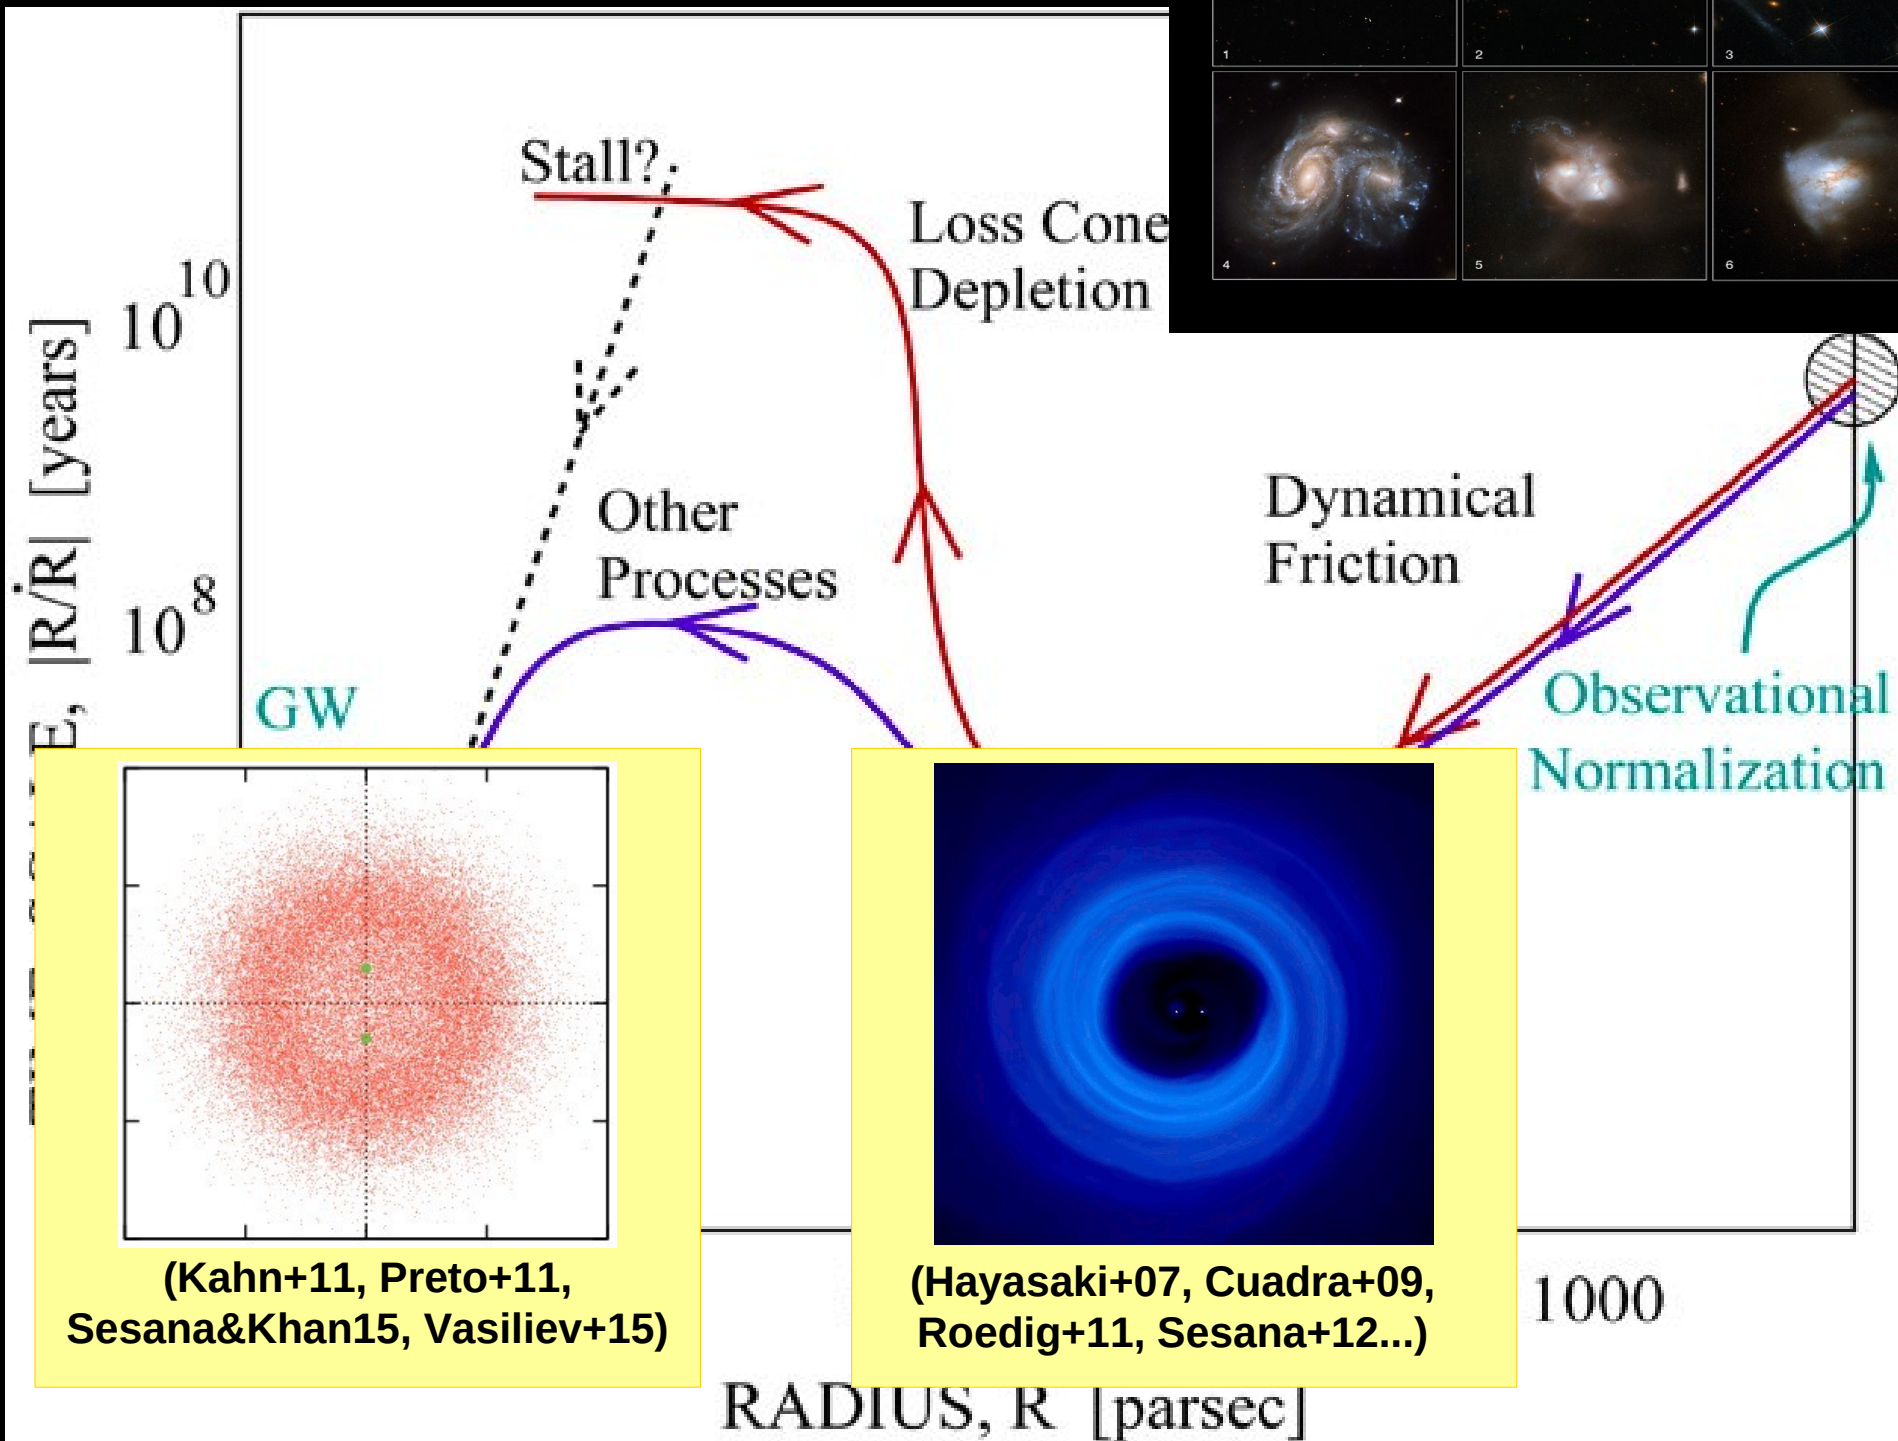 1
2
3
4
5
6
Stall?
Loss Cone
Depletion
10^10
10^8
Other
Processes
Dynamical
Friction
GW
Observational
Normalization
E, |R/Ṙ| [years]
(Kahn+11, Preto+11,
Sesana&Khan15, Vasiliev+15)
(Hayasaki+07, Cuadra+09,
Roedig+11, Sesana+12...)
1000
RADIUS, R [parsec]